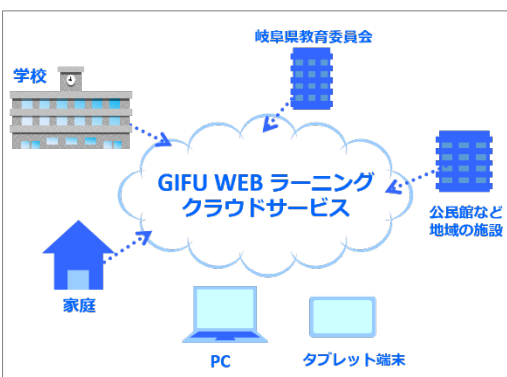 岐阜県教育委員会
学校
GIFU WEB ラーニング
クラウドサービス
公民館など
地域の施設
家庭
PC
タブレット端末